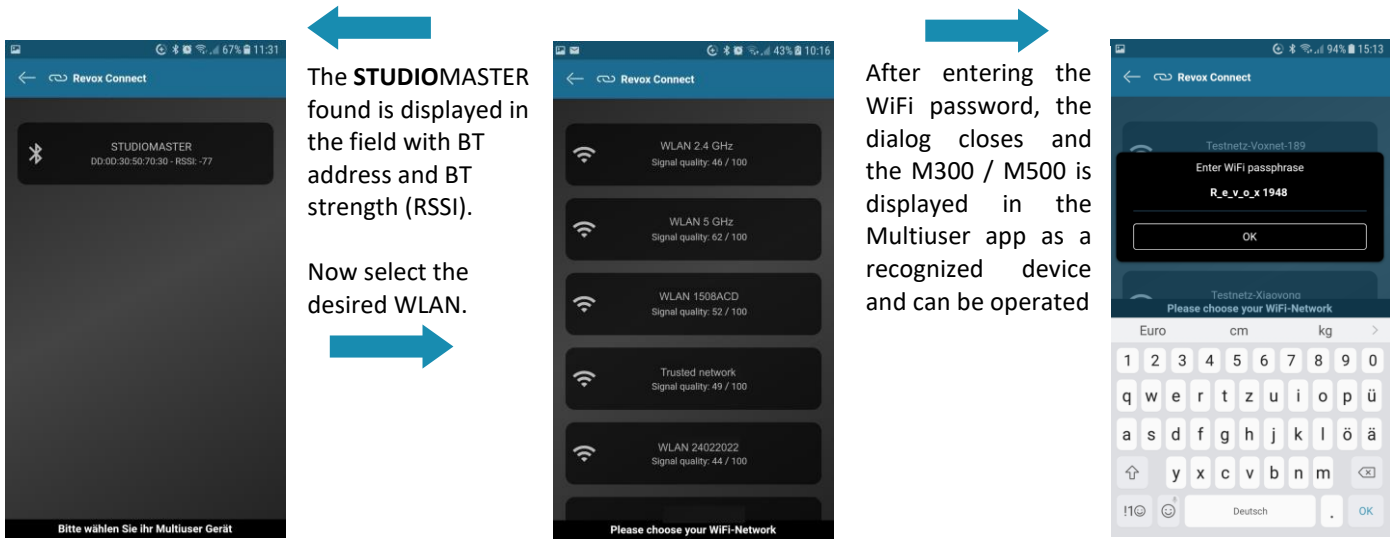 67% 11:31
Revox Connect
STUDIOMASTER
DD:0D:30:50:70:30 - RSSI: -77
Bitte wählen Sie ihr Multiuser Gerät
The STUDIOMASTER
found is displayed in
the field with BT
address and BT
strength (RSSI).
Now select the
desired WLAN.
43% 10:16
Revox Connect
WLAN 2.4 GHz
Signal quality: 46 / 100
WLAN 5 GHz
Signal quality: 62 / 100
WLAN 1508ACD
Signal quality: 52 / 100
Trusted network
Signal quality: 49 / 100
WLAN 24022022
Signal quality: 44 / 100
Please choose your WiFi-Network
After entering the
WiFi password, the
dialog closes and
the M300 / M500 is
displayed in the
Multiuser app as a
recognized device
and can be operated
94% 15:13
Revox Connect
Testnetz-Voxnet-189
Enter WiFi passphrase
R_e_v_o_x 1948
OK
Testnetz-Xiaovong
Please choose your WiFi-Network
Euro cm kg >
1 2 3 4 5 6 7 8 9 0
q w e r t z u i o p ü
a s d f g h j k l ö ä
y x c v b n m
!1☺ Deutsch . OK